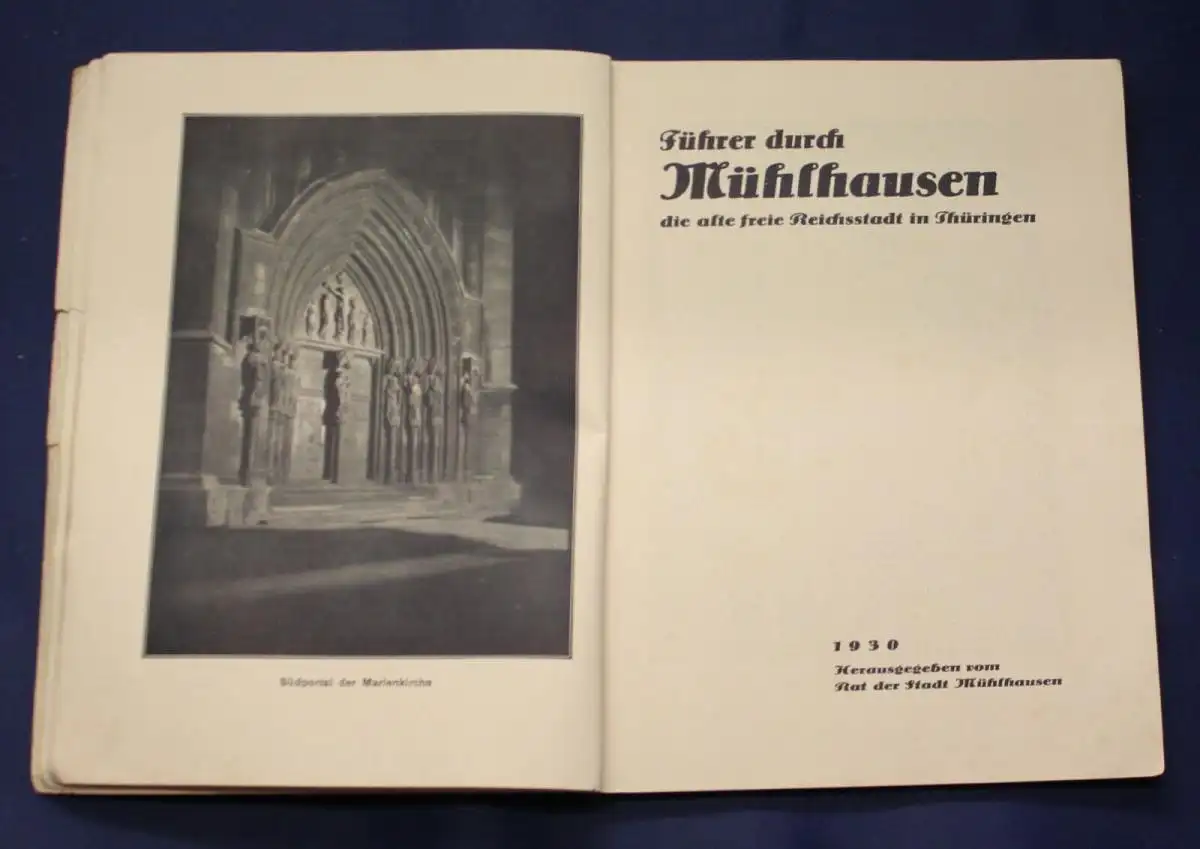 Südportal der Marienkirche
Führer durch
Mühlhausen
die alte freie Reichsstadt in Thüringen
1930
Herausgegeben vom
Rat der Stadt Mühlhausen